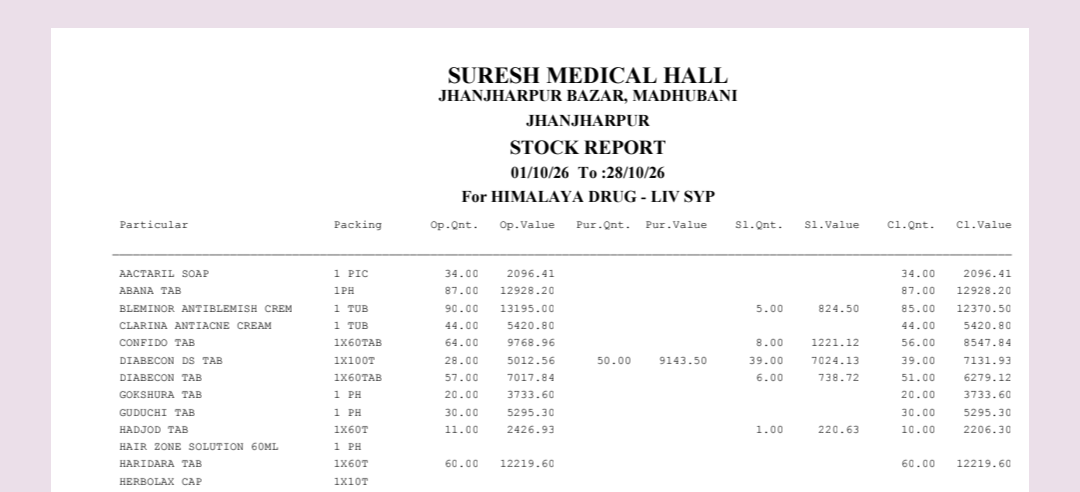 SURESH MEDICAL HALL
JHANJHARPUR BAZAR, MADHUBANI
JHANJHARPUR
STOCK REPORT
01/10/26 To :28/10/26
For HIMALAYA DRUG - LIV SYP
Particular Packing Op.Qnt. Op.Value Pur.Qnt. Pur.Value Sl.Qnt. Sl.Value Cl.Qnt. Cl.Value
AACTARIL SOAP 1 PIC 34.00 2096.41 34.00 2096.41
ABANA TAB 1PH 87.00 12928.20 87.00 12928.20
BLEMINOR ANTIBLEMISH CREM 1 TUB 90.00 13195.00 5.00 824.50 85.00 12370.50
CLARINA ANTIACNE CREAM 1 TUB 44.00 5420.80 44.00 5420.80
CONFIDO TAB 1X60TAB 64.00 9768.96 8.00 1221.12 56.00 8547.84
DIABECON DS TAB 1X100T 28.00 5012.56 50.00 9143.50 39.00 7024.13 39.00 7131.93
DIABECON TAB 1X60TAB 57.00 7017.84 6.00 738.72 51.00 6279.12
GOKSHURA TAB 1 PH 20.00 3733.60 20.00 3733.60
GUDUCHI TAB 1 PH 30.00 5295.30 30.00 5295.30
HADJOD TAB 1X60T 11.00 2426.93 1.00 220.63 10.00 2206.30
HAIR ZONE SOLUTION 60ML 1 PH
HARIDARA TAB 1X60T 60.00 12219.60 60.00 12219.60
HERBOLAX CAP 1X10T